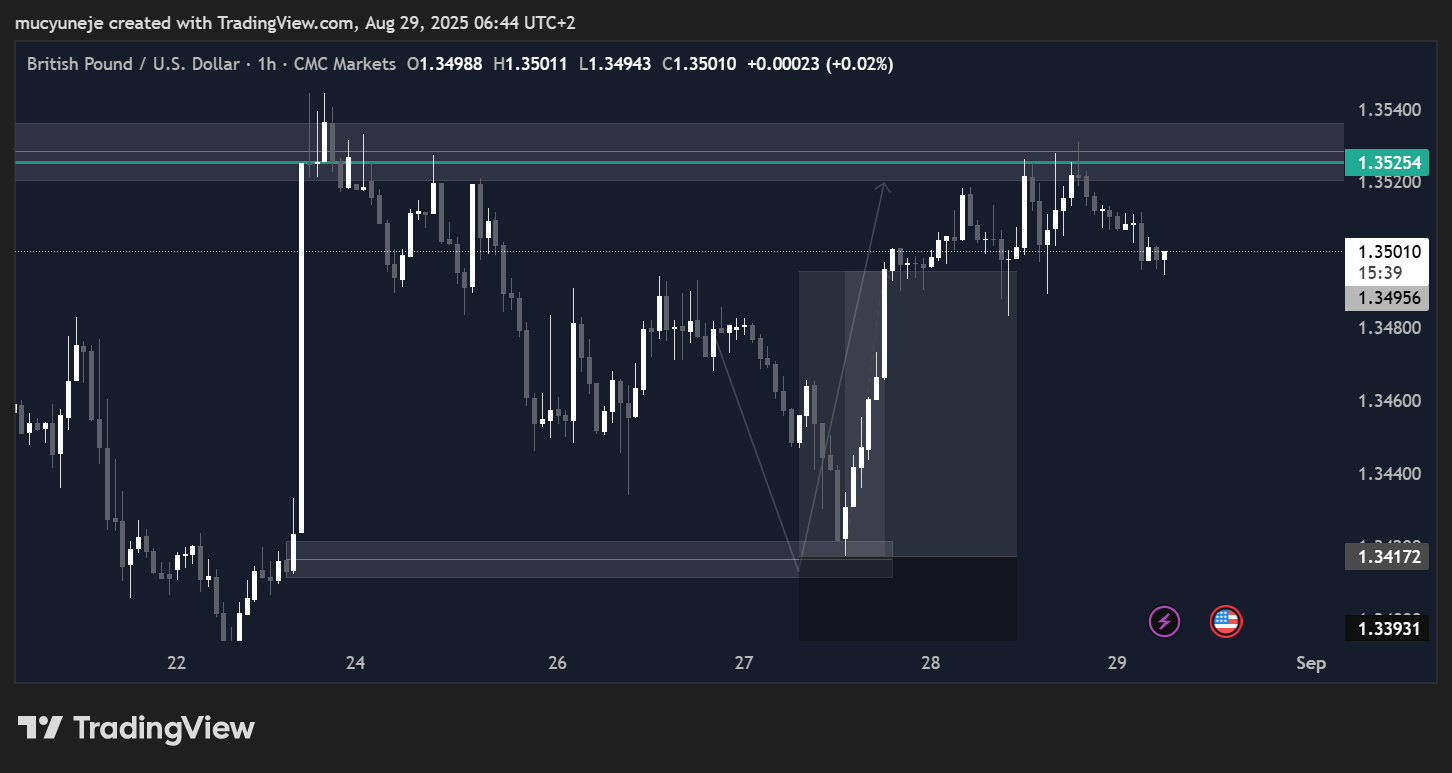 mucyuneje created with TradingView.com, Aug 29, 2025 06:44 UTC+2
British Pound / U.S. Dollar · 1h · CMC Markets O1.34988 H1.35011 L1.34943 C1.35010 +0.00023 (+0.02%)
1.35400
1.35254
1.35200
1.35010
15:39
1.34956
1.34800
1.34600
1.34400
1.34172
1.33931
22 24 26 27 28 29 Sep
TradingView